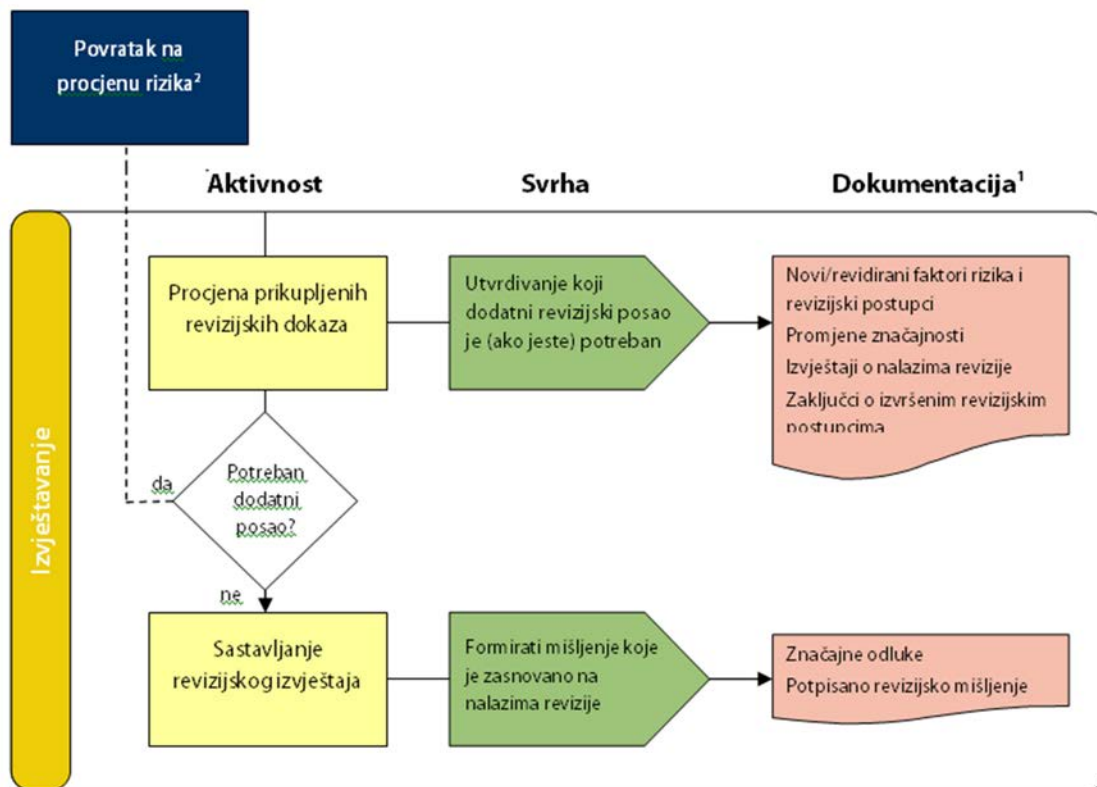 Povratak na
procjenu rizika²
Aktivnost
Svrha
Dokumentacija¹
Izvještavanje
Procjena prikupljenih
revizijskih dokaza
Utvrdivanje koji
dodatni revizijski posao
je (ako jeste) potreban
Novi/revidirani faktori rizika i
revizijski postupci
Promjene značajnosti
Izvještaji o nalazima revizije
Zaključci o izvršenim revizijskim
postupcima
da
Potreban
dodatni
posao?
ne
Sastavljanje
revizijskog izvještaja
Formirati mišljenje koje
je zasnovano na
nalazima revizije
Značajne odluke
Potpisano revizijsko mišljenje